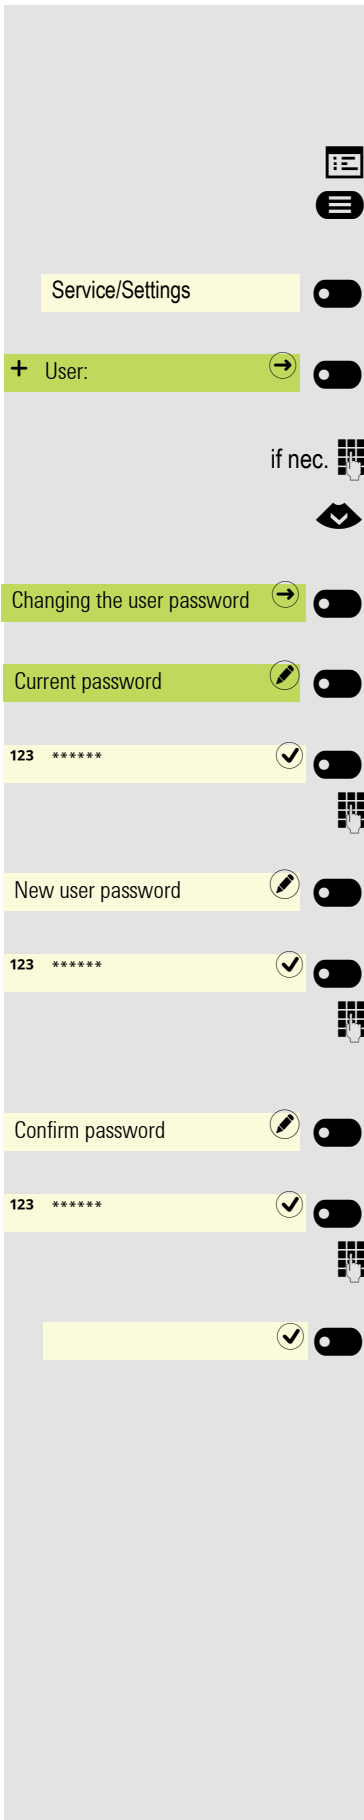 Service/Settings
+ User:
if nec.
Changing the user password
Current password
123 ******
New user password
123 ******
Confirm password
123 ******